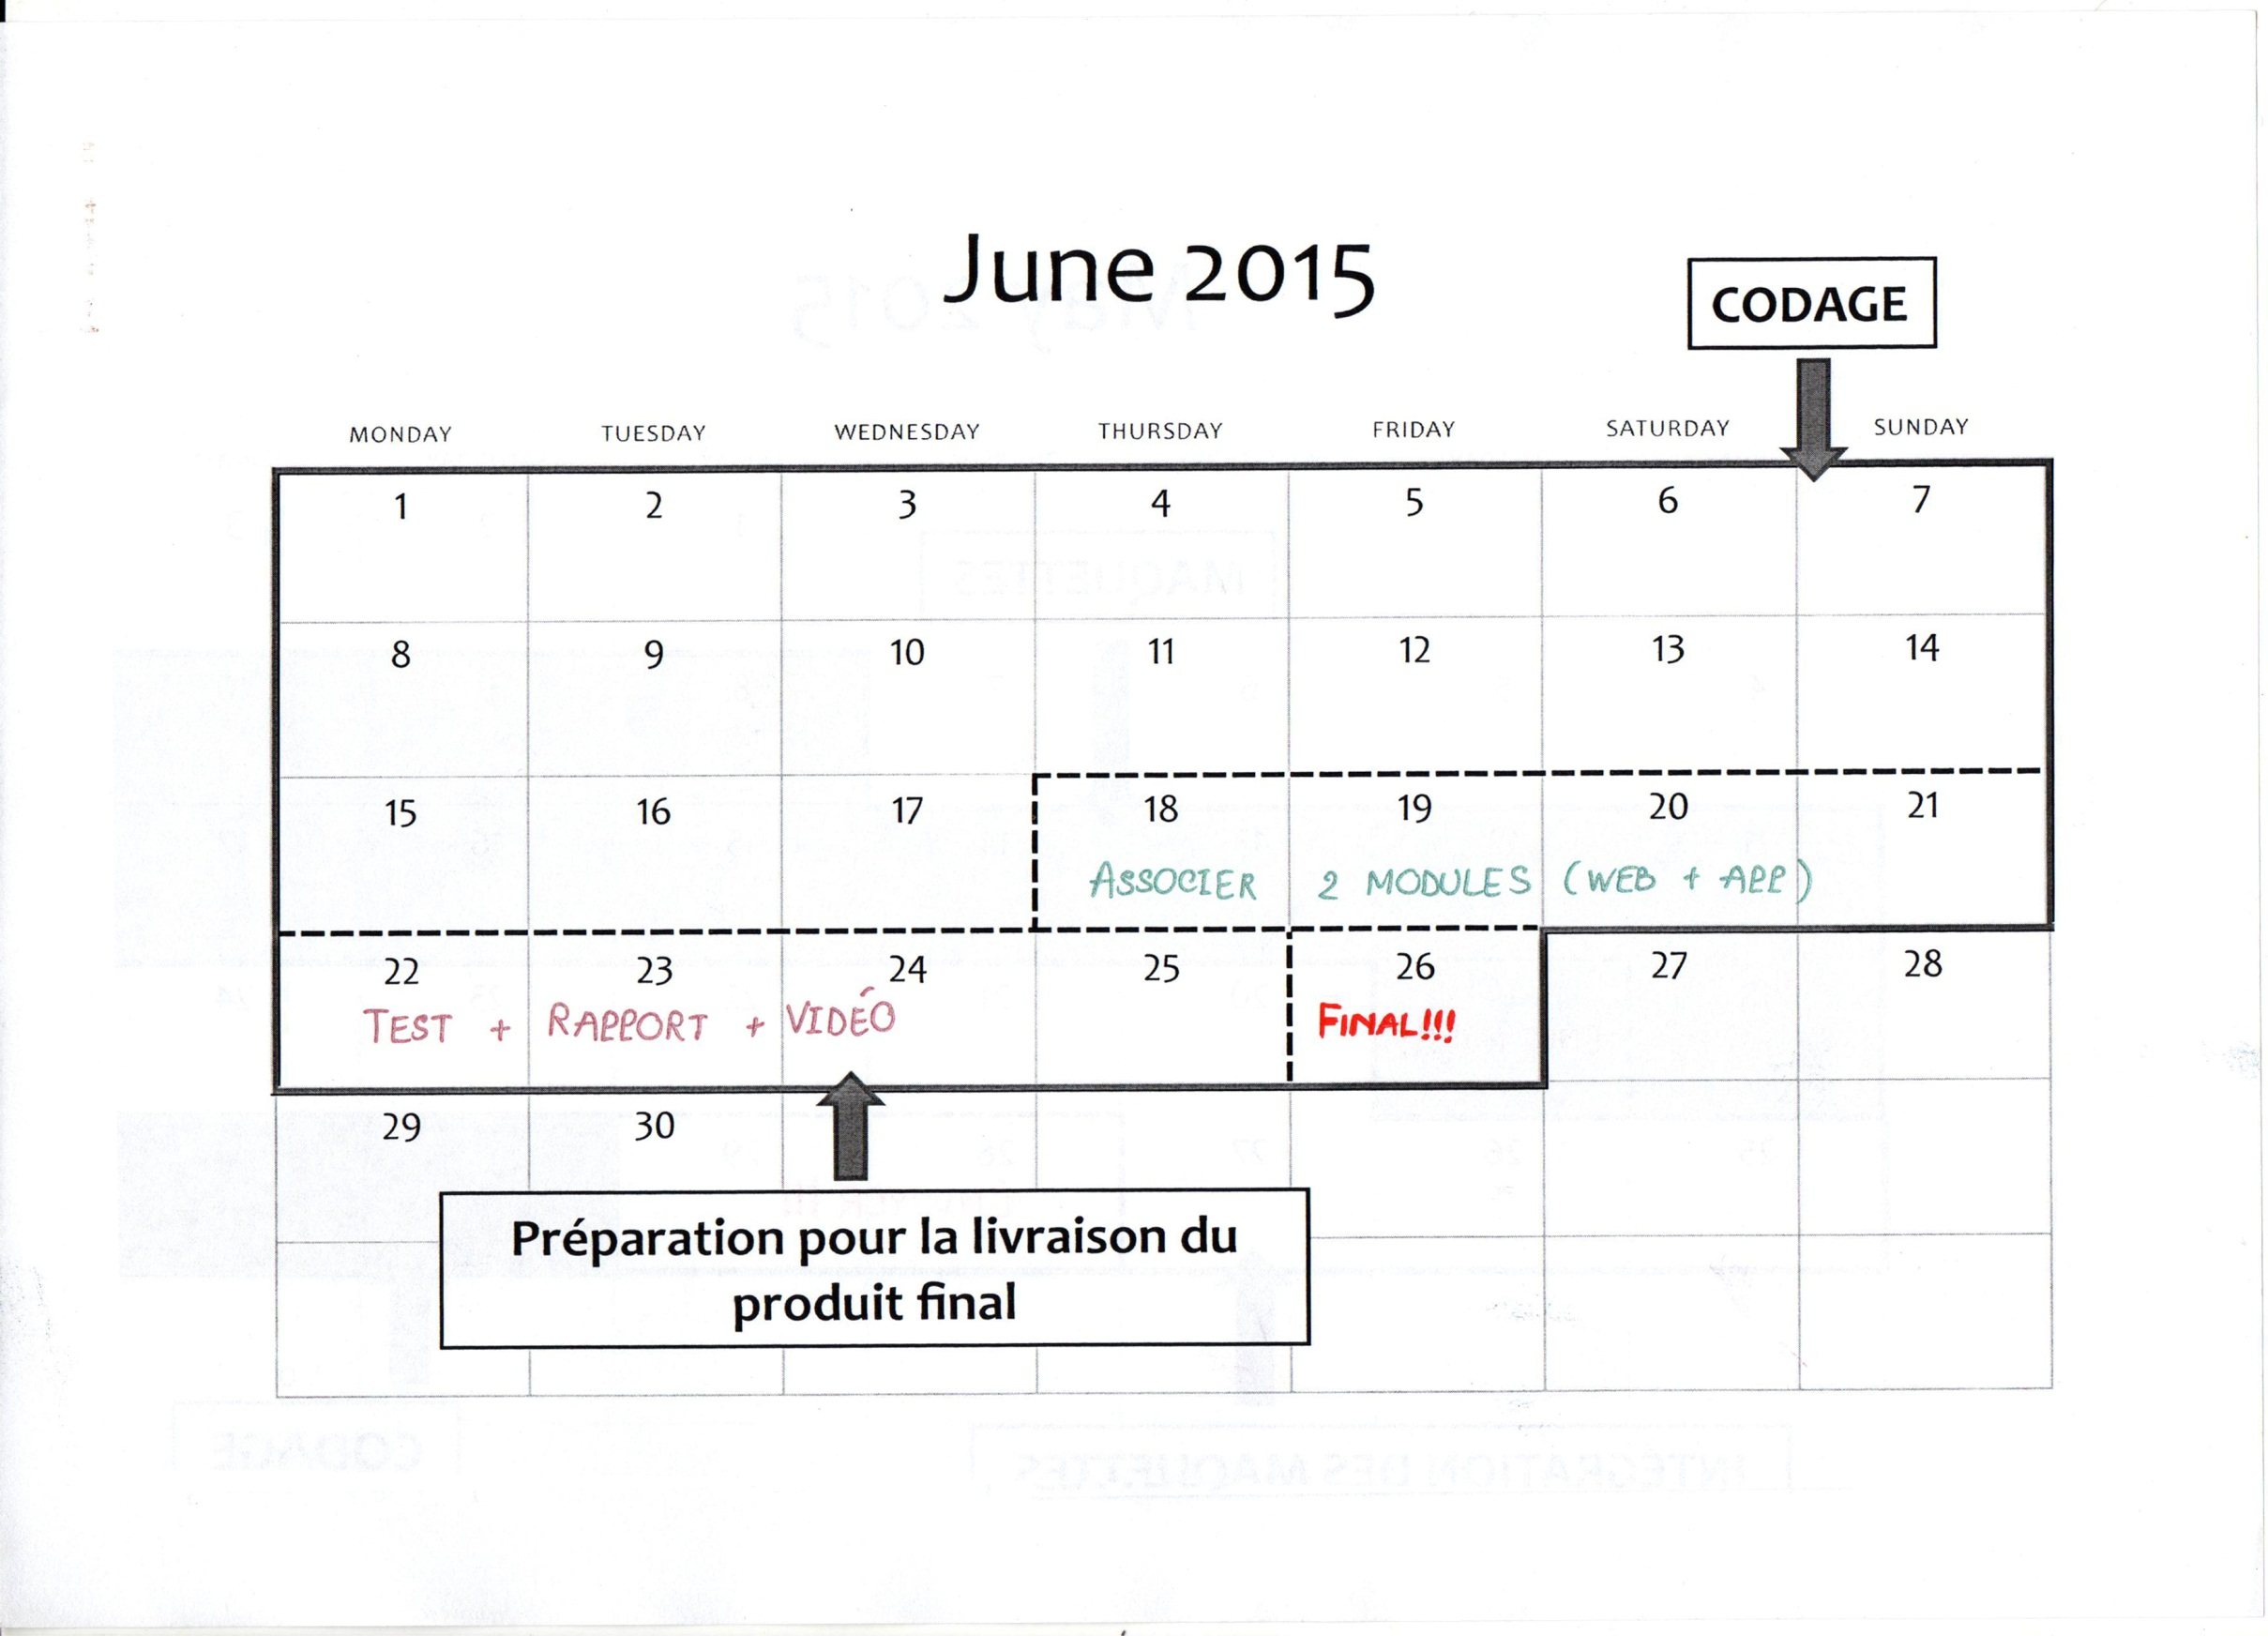 June 2015
CODAGE
MONDAY TUESDAY WEDNESDAY THURSDAY FRIDAY SATURDAY SUNDAY
1 2 3 4 5 6 7
8 9 10 11 12 13 14
15 16 17 18 19 20 21
ASSOCIER 2 MODULES (WEB + APP)
22 23 24 25 26 27 28
TEST + RAPPORT + VIDÉO FINAL!!!
29 30
Préparation pour la livraison du
produit final